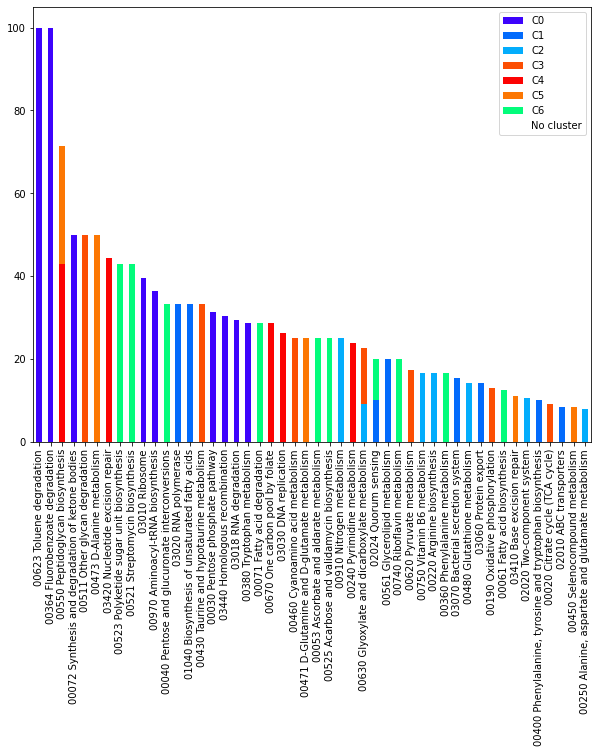 100
80
60
40
20
0
C0
C1
C2
C3
C4
C5
C6
No cluster
00623 Toluene degradation
00364 Fluorobenzoate degradation
00550 Peptidoglycan biosynthesis
00072 Synthesis and degradation of ketone bodies
00511 Other glycan degradation
00473 D-Alanine metabolism
03420 Nucleotide excision repair
00523 Polyketide sugar unit biosynthesis
00521 Streptomycin biosynthesis
03010 Ribosome
00970 Aminoacyl-tRNA biosynthesis
00040 Pentose and glucuronate interconversions
03020 RNA polymerase
01040 Biosynthesis of unsaturated fatty acids
00430 Taurine and hypotaurine metabolism
00030 Pentose phosphate pathway
03440 Homologous recombination
03018 RNA degradation
00380 Tryptophan metabolism
00071 Fatty acid degradation
00670 One carbon pool by folate
03030 DNA replication
00460 Cyanoamino acid metabolism
00471 D-Glutamine and D-glutamate metabolism
00053 Ascorbate and aldarate metabolism
00525 Acarbose and validamycin biosynthesis
00910 Nitrogen metabolism
00240 Pyrimidine metabolism
00630 Glyoxylate and dicarboxylate metabolism
02024 Quorum sensing
00561 Glycerolipid metabolism
00740 Riboflavin metabolism
00620 Pyruvate metabolism
00750 Vitamin B6 metabolism
00220 Arginine biosynthesis
00360 Phenylalanine metabolism
03070 Bacterial secretion system
00480 Glutathione metabolism
03060 Protein export
00190 Oxidative phosphorylation
00061 Fatty acid biosynthesis
03410 Base excision repair
02020 Two-component system
00400 Phenylalanine, tyrosine and tryptophan biosynthesis
00020 Citrate cycle (TCA cycle)
02010 ABC transporters
00450 Selenocompound metabolism
00250 Alanine, aspartate and glutamate metabolism